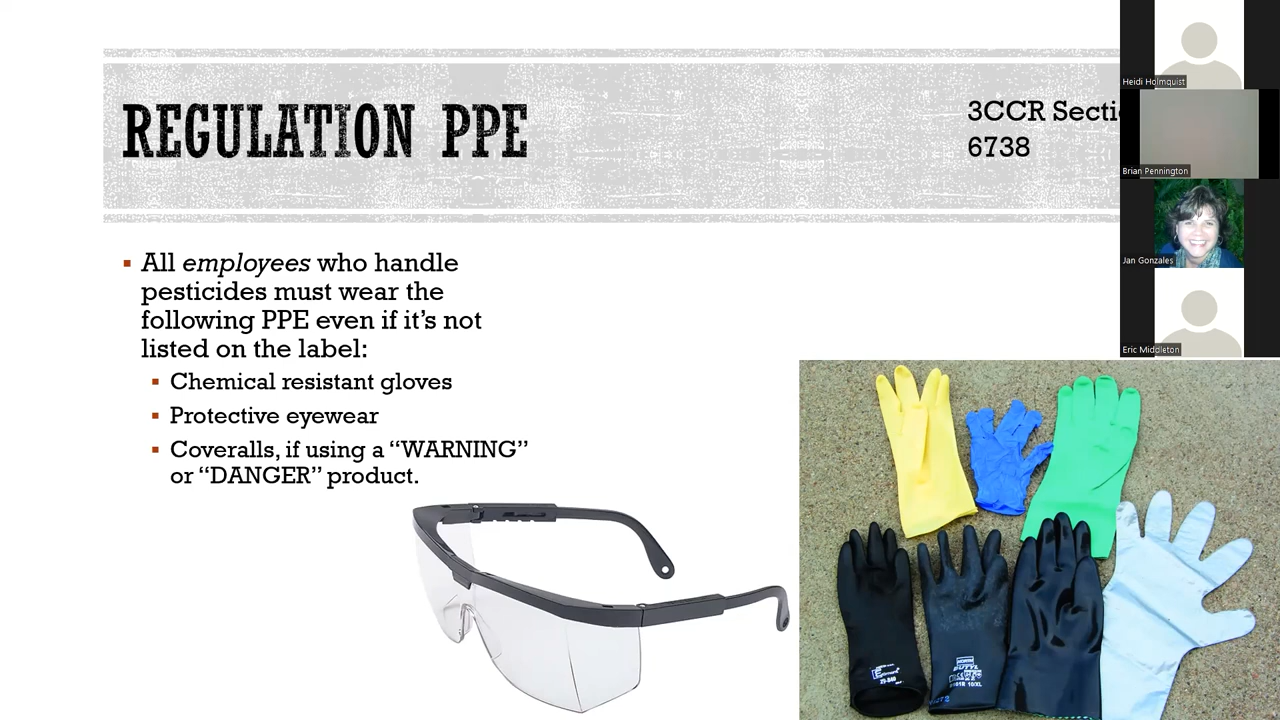 REGULATION PPE
3CCR Secti
6738
All employees who handle
pesticides must wear the
following PPE even if it's not
listed on the label:
Chemical resistant gloves
Protective eyewear
Coveralls, if using a “WARNING”
or “DANGER” product.
Heidi Holmquist
Brian Pennington
Jan Gonzales
Eric Middleton
NORTH
BUTYL